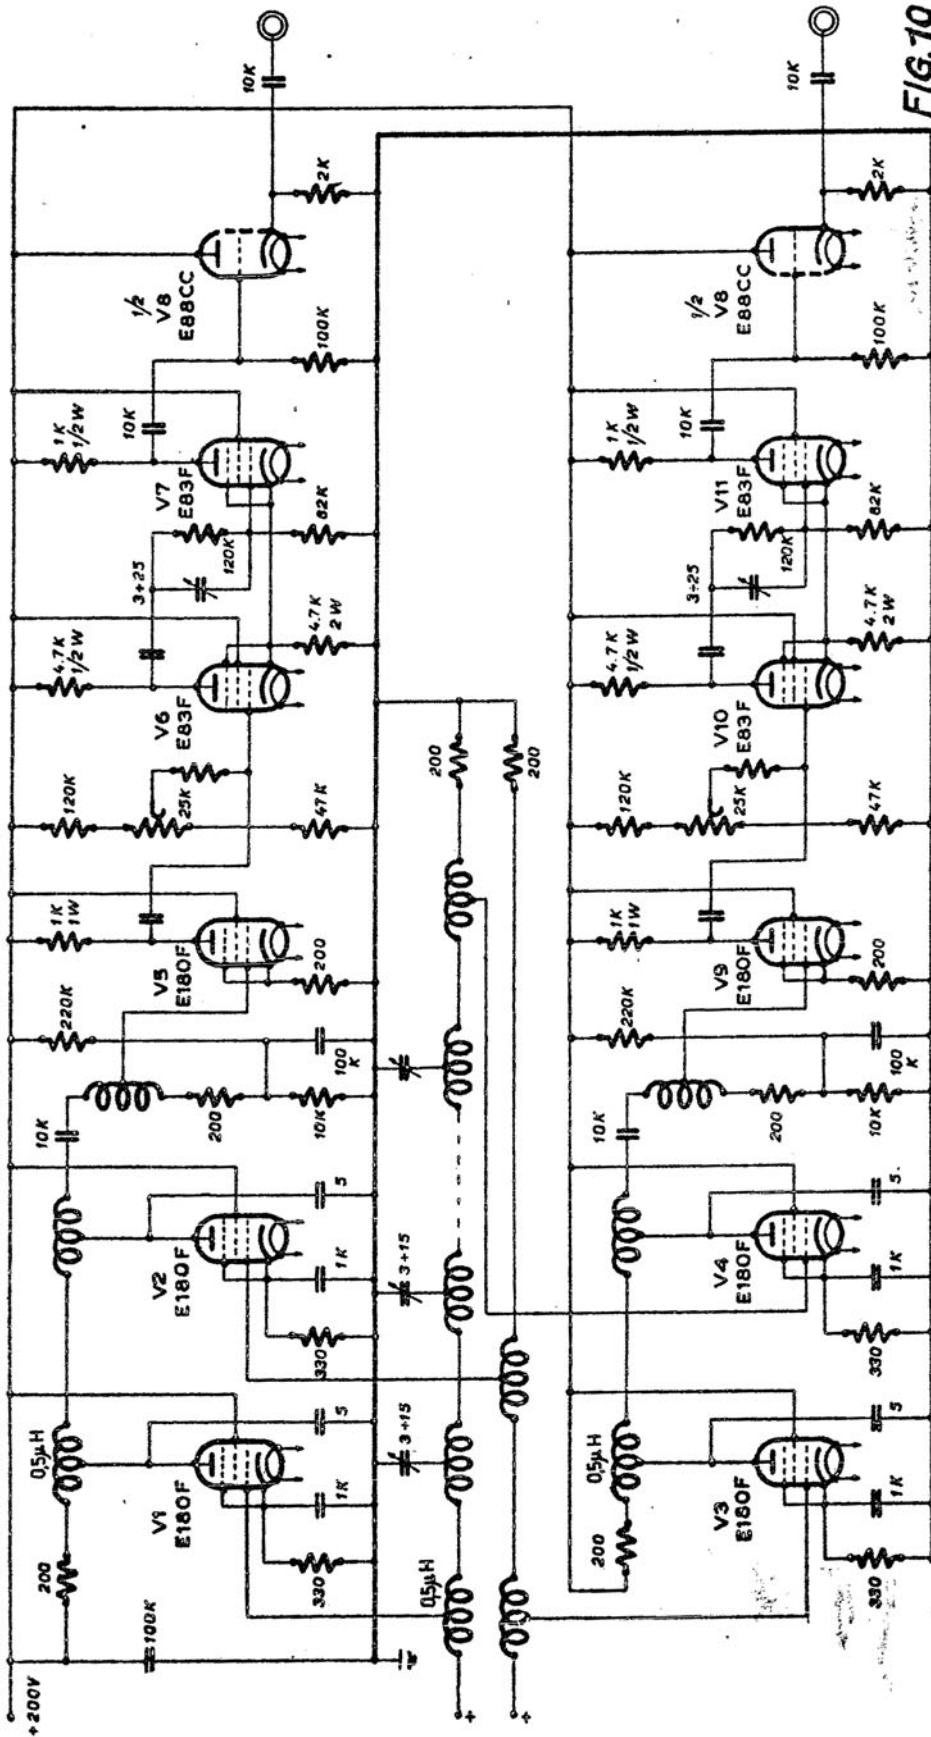 +200V
100K
200
0,5µH
V1
E180F
330
1K
5
V2
E180F
330
1K
5
10K
200
10K
220K
100
K
V5
E180F
1K
1W
200
120K
25K
47K
V6
E83F
4.7K
1/2W
4.7K
2W
3÷25
120K
82K
V7
E83F
1K
1/2W
10K
100K
1/2
V8
E88CC
2K
10K
+
0,5µH
3÷15
3÷15
200
+
200
200
0,5µH
V3
E180F
330
1K
5
V4
E180F
330
1K
5
10K
200
10K
220K
100
K
V9
E180F
1K
1W
200
120K
25K
47K
V10
E83F
4.7K
1/2W
4.7K
2W
3÷25
120K
82K
V11
E83F
1K
1/2W
10K
100K
1/2
V8
E88CC
2K
10K
FIG.10